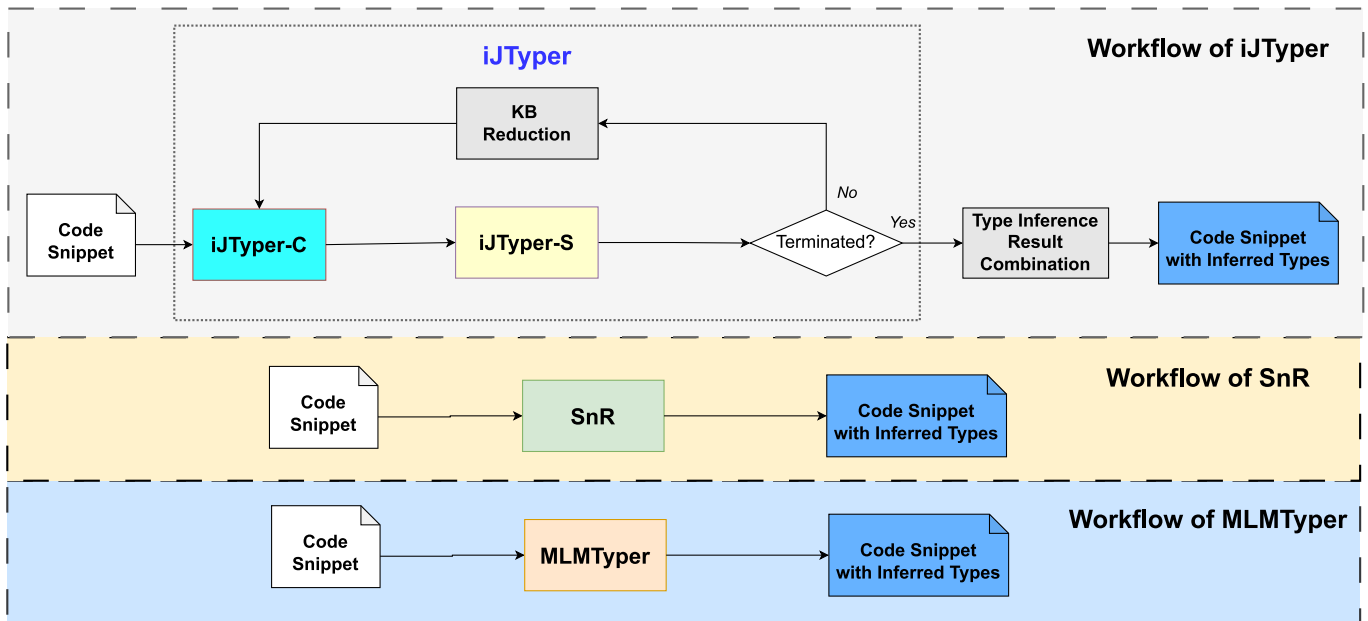 Workflow of iJTyper
iJTyper
KB
Reduction
No
Code
Snippet
iJTyper-C
iJTyper-S
Terminated?
Yes
Type Inference
Result
Combination
Code Snippet
with Inferred Types
Workflow of SnR
Code
Snippet
SnR
Code Snippet
with Inferred Types
Workflow of MLMTyper
Code
Snippet
MLMTyper
Code Snippet
with Inferred Types